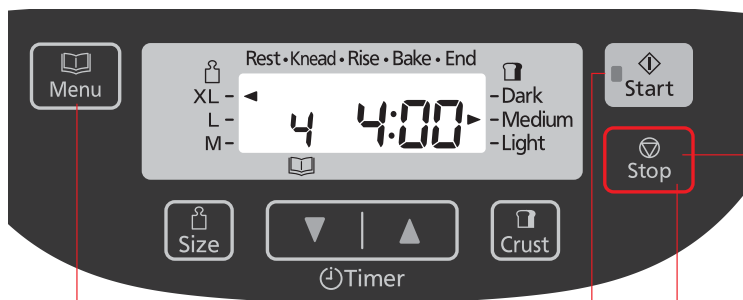 Menu
Rest•Knead•Rise•Bake•End
XL
L
M
4
4:00
Dark
Medium
Light
Start
Stop
Size
Timer
Crust